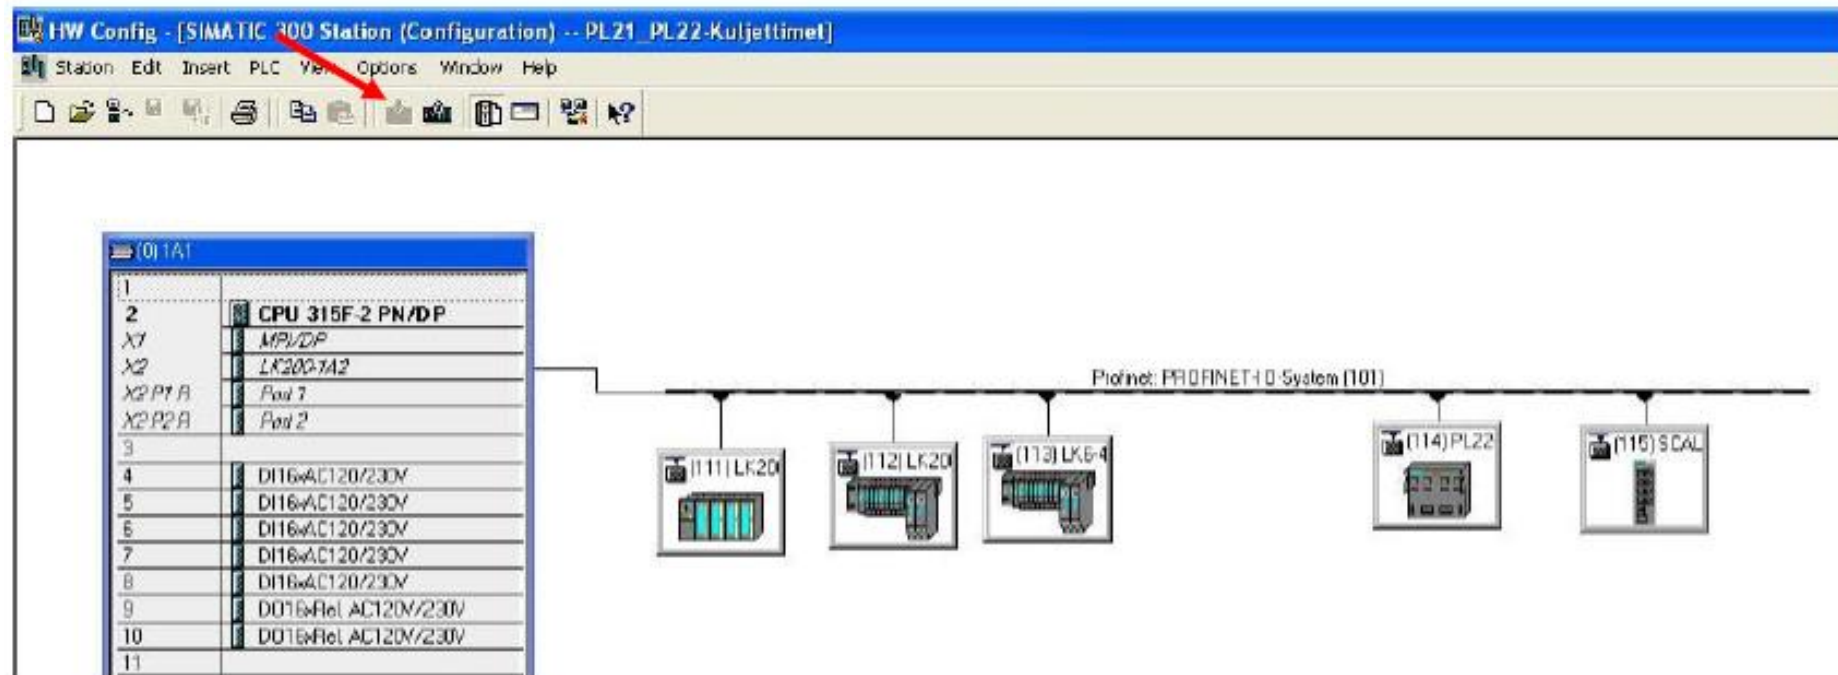 HW Config - [SIMATIC 300 Station (Configuration) -- PL21_PL22-Kuljettimet]
Station Edit Insert PLC View Options Window Help
(0) 1A1
1
2 CPU 315F-2 PN/DP
X1 MPI/DP
X2 LK200-1A2
X2 P1 R Port 1
X2 P2 R Port 2
3
4 DI16xAC120/230V
5 DI16xAC120/230V
6 DI16xAC120/230V
7 DI16xAC120/230V
8 DI16xAC120/230V
9 DO16xRel. AC120V/230V
10 DO16xRel. AC120V/230V
11
Profinet: PROFINET-IO-System (101)
(111) LK20
(112) LK20
(113) LK6-4
(114) PL22
(115) SCAL